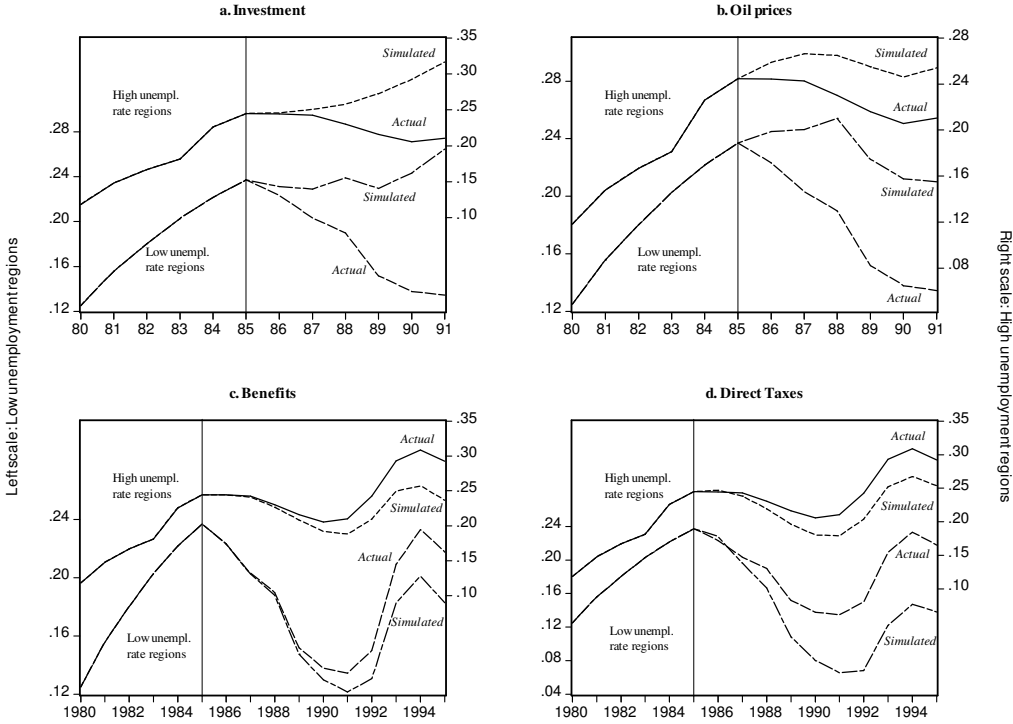 a. Investment
.35
.30
.25
.20
.15
.10
.28
.24
.20
.16
.12
Simulated
High unempl.
rate regions
Actual
Simulated
Low unempl.
rate regions
Actual
80 81 82 83 84 85 86 87 88 89 90 91
b. Oil prices
.28
.24
.20
.16
.12
.08
.28
.24
.20
.16
.12
Simulated
High unempl.
rate regions
Actual
Simulated
Low unempl.
rate regions
Actual
80 81 82 83 84 85 86 87 88 89 90 91
Left scale: Low unemployment regions
Right scale: High unemployment regions
c. Benefits
.35
.30
.25
.20
.15
.10
.24
.20
.16
.12
Actual
High unempl.
rate regions
Simulated
Actual
Simulated
Low unempl.
rate regions
1980 1982 1984 1986 1988 1990 1992 1994
d. Direct Taxes
.35
.30
.25
.20
.15
.10
.24
.20
.16
.12
.08
.04
Actual
High unempl.
rate regions
Simulated
Actual
Low unempl.
rate regions
Simulated
1980 1982 1984 1986 1988 1990 1992 1994